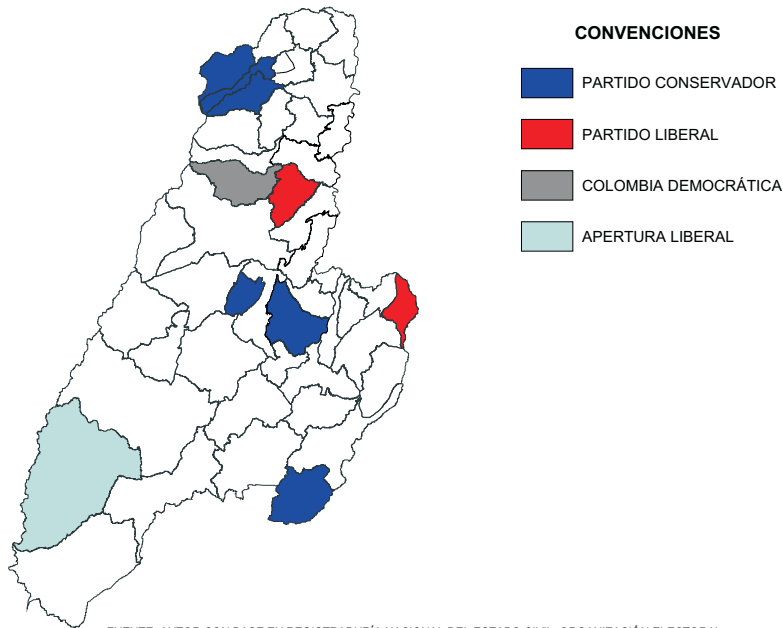 CONVENCIONES
PARTIDO CONSERVADOR
PARTIDO LIBERAL
COLOMBIA DEMOCRÁTICA
APERTURA LIBERAL